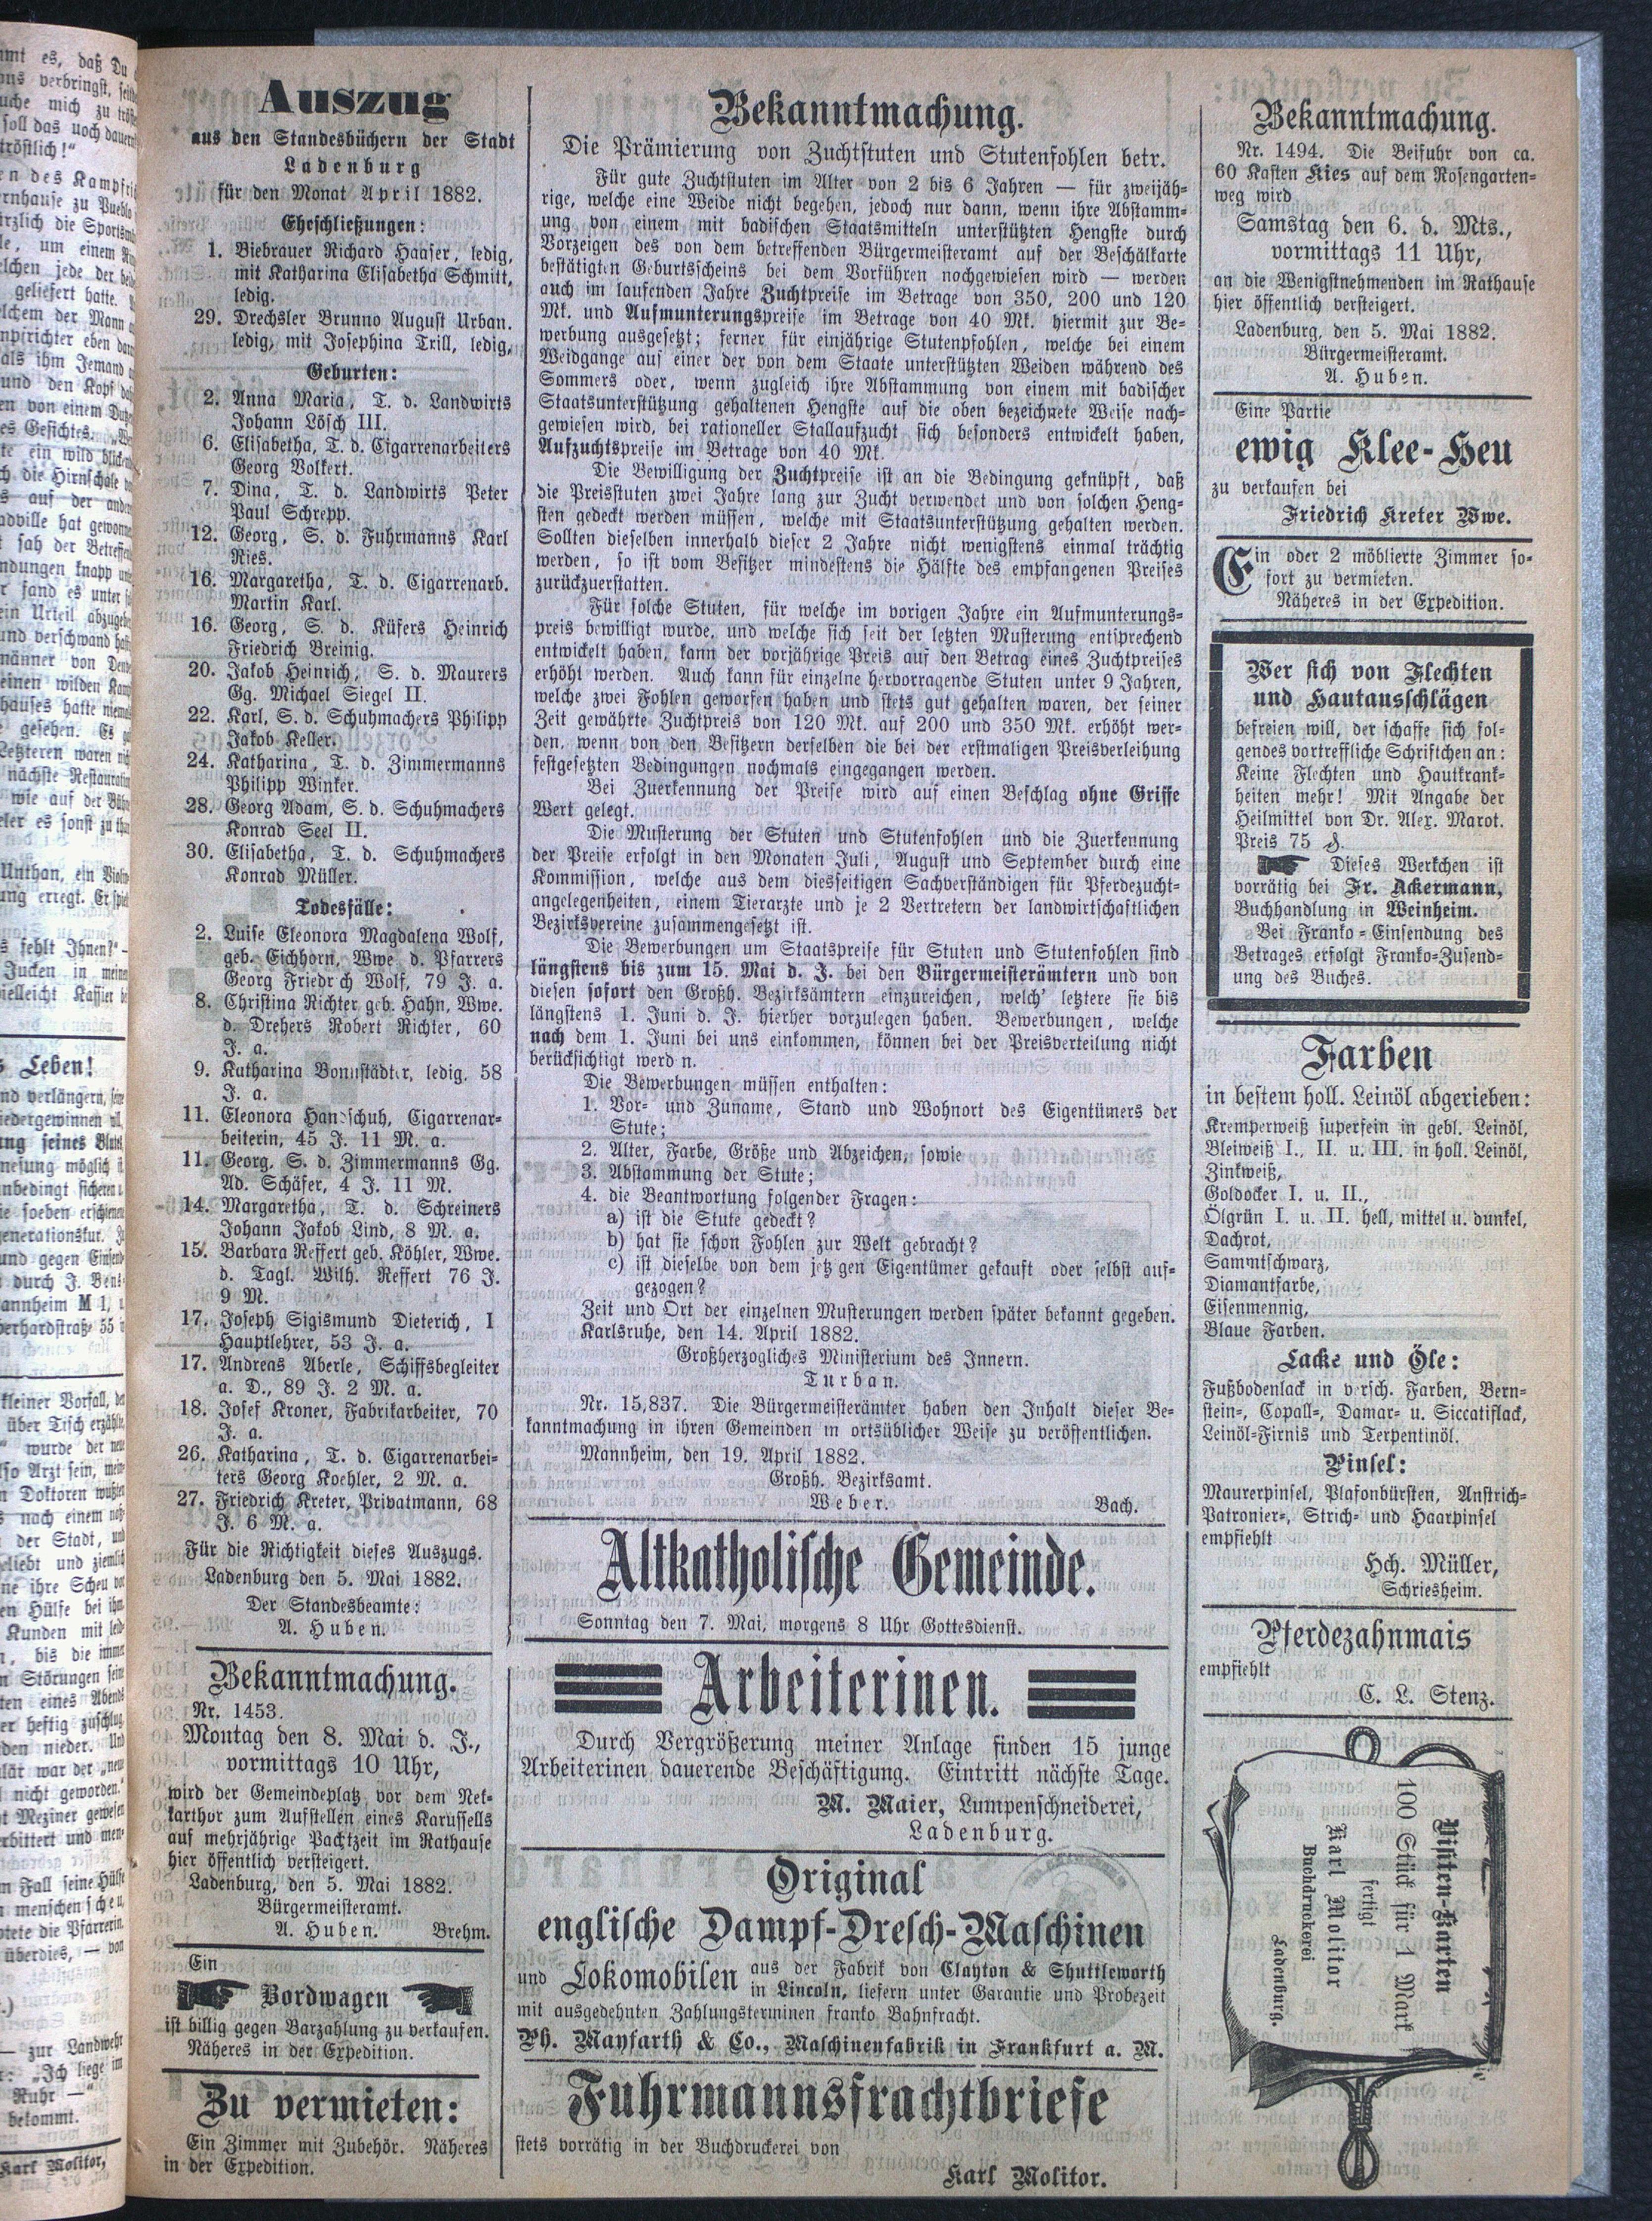 Auszug
aus den Standesbüchern der Stadt
Ladenburg
für den Monat April 1882.
Eheschließungen:
1. Biebrauer Richard Haaser, ledig,
mit Katharina Elisabetha Schmitt,
ledig.
29. Drechsler Brunno August Urban.
ledig, mit Josephina Trill, ledig,
Geburten:
2. Anna Maria, T. d. Landwirts
Johann Lösch III.
6. Elisabetha, T. d. Cigarrenarbeiters
Georg Volkert.
7. Dina, T. d. Landwirts Peter
Paul Schrepp.
12. Georg, S. d. Fuhrmanns Karl
Ries.
16. Margaretha, T. d. Cigarrenarb.
Martin Karl.
16. Georg, S. d. Küfers Heinrich
Friedrich Breinig.
20. Jakob Heinrich, S. d. Maurers
Gg. Michael Siegel II.
22. Karl, S. d. Schuhmachers Philipp
Jakob Keller.
24. Katharina, T. d. Zimmermanns
Philipp Winker.
28. Georg Adam, S. d. Schuhmachers
Konrad Seel II.
30. Elisabetha, T. d. Schuhmachers
Konrad Müller.
Todesfälle:
2. Luise Eleonora Magdalena Wolf,
geb. Eichhorn, Wwe d. Pfarrers
Georg Friedr ch Wolf, 79 J. a.
8. Christina Richter geb. Hahn, Wwe.
d. Drehers Robert Richter, 60
J. a.
9. Katharina Bonnstädter, ledig. 58
J. a.
11. Eleonora Handschuh, Cigarrenar-
beiterin, 45 J. 11 M. a.
11. Georg, S. d. Zimmermanns Gg.
Ad. Schäfer, 4 J. 11 M.
14. Margaretha, T. d. Schreiners
Johann Jakob Lind, 8 M. a.
15. Barbara Reffert geb. Köhler, Wwe.
d. Tagl. Wilh. Reffert 76 J.
9 M.
17. Joseph Sigismund Dieterich, I
Hauptlehrer, 53 J. a.
17. Andreas Aberle, Schiffsbegleiter
a. D., 89 J. 2 M. a.
18. Josef Kroner, Fabrikarbeiter, 70
J. a.
26. Katharina, T. d. Cigarrenarbei-
ters Georg Koehler, 2 M. a.
27. Friedrich Kreter, Privatmann, 68
J. 6 M. a.
Für die Richtigkeit dieses Auszugs.
Ladenburg den 5. Mai 1882.
Der Standesbeamte:
A. Huben.
Bekanntmachung.
Nr. 1453.
Montag den 8. Mai d. J.,
vormittags 10 Uhr,
wird der Gemeindeplatz vor dem Nek-
karthor zum Aufstellen eines Karussells
auf mehrjährige Pachtzeit im Rathause
hier öffentlich versteigert.
Ladenburg, den 5. Mai 1882.
Bürgermeisteramt.
A. Huben. Brehm.
Ein
Bordwagen
ist billig gegen Barzahlung zu verkaufen.
Näheres in der Expedition.
Zu vermieten:
Ein Zimmer mit Zubehör. Näheres
in der Expedition.
Bekanntmachung.
Die Prämierung von Zuchtstuten und Stutenfohlen betr.
Für gute Zuchtstuten im Alter von 2 bis 6 Jahren — für zweijäh-
rige, welche eine Weide nicht begehen, jedoch nur dann, wenn ihre Abstamm-
ung von einem mit badischen Staatsmitteln unterstützten Hengste durch
Vorzeigen des von dem betreffenden Bürgermeisteramt auf der Beschälkarte
bestätigten Geburtsscheins bei dem Vorführen nachgewiesen wird — werden
auch im laufenden Jahre Zuchtpreise im Betrage von 350, 200 und 120
Mk. und Aufmunterungspreise im Betrage von 40 Mk. hiermit zur Be-
werbung ausgesetzt; ferner für einjährige Stutenpfohlen, welche bei einem
Weidgange auf einer der von dem Staate unterstützten Weiden während des
Sommers oder, wenn zugleich ihre Abstammung von einem mit badischer
Staatsunterstützung gehaltenen Hengste auf die oben bezeichnete Weise nach-
gewiesen wird, bei rationeller Stallaufzucht sich besonders entwickelt haben,
Aufzuchtspreise im Betrage von 40 Mk.
Die Bewilligung der Zuchtpreise ist an die Bedingung geknüpft, daß
die Preisstuten zwei Jahre lang zur Zucht verwendet und von solchen Heng-
sten gedeckt werden müssen, welche mit Staatsunterstützung gehalten werden.
Sollten dieselben innerhalb dieser 2 Jahre nicht wenigstens einmal trächtig
werden, so ist vom Besitzer mindestens die Hälfte des empfangenen Preises
zurückzuerstatten.
Für solche Stuten, für welche im vorigen Jahre ein Aufmunterungs-
preis bewilligt wurde, und welche sich seit der letzten Musterung entsprechend
entwickelt haben, kann der vorjährige Preis auf den Betrag eines Zuchtpreises
erhöhl werden. Auch kann für einzelne hervorragende Stuten unter 9 Jahren,
welche zwei Fohlen geworfen haben und stets gut gehalten waren, der seiner
Zeit gewährte Zuchtpreis von 120 Mk. auf 200 und 350 Mk. erhöht wer-
den, wenn von den Besitzern derselben die bei der erstmaligen Preisverleihung
festgesetzten Bedingungen nochmals eingegangen werden.
Bei Zuerkennung der Preise wird auf einen Beschlag ohne Griffe
Wert gelegt.
Die Musterung der Stuten und Stutenfohlen und die Zuerkennung
der Preise erfolgt in den Monaten Juli, August und September durch eine
Kommission, welche aus dem diesseitigen Sachverständigen für Pferdezucht-
angelegenheiten, einem Tierarzte und je 2 Vertretern der landwirtschaftlichen
Bezirksvereine zusammengesetzt ist.
Die Bewerbungen um Staatspreise für Stuten und Stutenfohlen sind
längstens bis zum 15. Mai d. J. bei den Bürgermeisterämtern und von
diesen sofort den Großh. Bezirksämtern einzureichen, welch' letztere sie bis
längstens 1. Juni d. J. hierher vorzulegen haben. Bewerbungen, welche
nach dem 1. Juni bei uns einkommen, können bei der Preisverteilung nicht
berücksichtigt werd n.
Die Bewerbungen müssen enthalten:
1. Vor- und Zuname, Stand und Wohnort des Eigentümers der
Stute;
2. Alter, Farbe, Größe und Abzeichen, sowie
3. Abstammung der Stute;
4. die Beantwortung folgender Fragen:
a) ist die Stute gedeckt?
b) hat sie schon Fohlen zur Welt gebracht?
c) ist dieselbe von dem jetz gen Eigentümer gekauft oder selbst auf-
gezogen?
Zeit und Ort der einzelnen Musterungen werden später bekannt gegeben.
Karlsruhe, den 14. April 1882.
Großherzogliches Ministerium des Innern.
Turban.
Nr. 15,837. Die Bürgermeisterämter haben den Inhalt dieser Be-
kanntmachung in ihren Gemeinden in ortsüblicher Weise zu veröffentlichen.
Mannheim, den 19. April 1882.
Großh. Bezirksamt.
Weber. Bach.
Altkatholische Gemeinde.
Sonntag den 7. Mai, morgens 8 Uhr Gottesdienst.
Arbeiterinen.
Durch Vergrößerung meiner Anlage finden 15 junge
Arbeiterinen dauerende Beschäftigung. Eintritt nächste Tage.
M. Maier, Lumpenschneiderei,
Ladenburg.
Original
englische Dampf-Dresch-Maschinen
und Lokomobilen aus der Fabrik von Clayton & Shuttleworth
in Lincoln, liefern unter Garantie und Probezeit
mit ausgedehnten Zahlungsterminen franko Bahnfracht.
Ph. Mayfarth & Co., Maschinenfabrik in Frankfurt a. M.
Fuhrmannsfrachtbriefe
stets vorrätig in der Buchdruckerei von
Karl Molitor.
Bekanntmachung.
Nr. 1494. Die Beifuhr von ca.
60 Kasten Kies auf dem Rosengarten-
weg wird
Samstag den 6. d. Mts.,
vormittags 11 Uhr,
an die Wenigstnehmenden im Rathause
hier öffentlich versteigert.
Ladenburg, den 5. Mai 1882.
Bürgermeisteramt.
A. Huben.
Eine Partie
ewig Klee-Heu
zu verkaufen bei
Friedrich Kreter Wwe.
Ein oder 2 möblierte Zimmer so-
fort zu vermieten.
Näheres in der Expedition.
Wer sich von Flechten
und Hautausschlägen
befreien will, der schaffe sich fol-
gendes vortreffliche Schriftchen an:
Keine Flechten und Hautkrank-
heiten mehr! Mit Angabe der
Heilmittel von Dr. Alex. Marot.
Preis 75 ₰.
Dieses Werkchen ist
vorrätig bei Fr. Ackermann,
Buchhandlung in Weinheim.
Bei Franko-Einsendung des
Betrages erfolgt Franko-Zusend-
ung des Buches.
Farben
in bestem holl. Leinöl abgerieben:
Kremperweiß superfein in gebl. Leinöl,
Bleiweiß I., II. u. III. in holl. Leinöl,
Zinkweiß,
Goldocker I. u. II.,
Ölgrün I. u. II. hell, mittel u. dunkel,
Dachrot,
Sammtschwarz,
Diamantfarbe,
Eisenmennig,
Blaue Farben.
Lacke und Öle:
Fußbodenlack in v rsch. Farben, Bern-
stein-, Copall-, Damar- u. Siccatiflack,
Leinöl-Firnis und Terpentinöl.
Pinsel:
Maurerpinsel, Plafonbürsten, Anstrich-
Patronier-, Strich- und Haarpinsel
empfiehlt
Hch. Müller,
Schriesheim.
Pferdezahnmais
empfiehlt
C. L. Stenz.
Visiten-Karten
100 Stück für 1 Mark
fertigt
Karl Molitor
Buchdruckerei
Ladenburg.